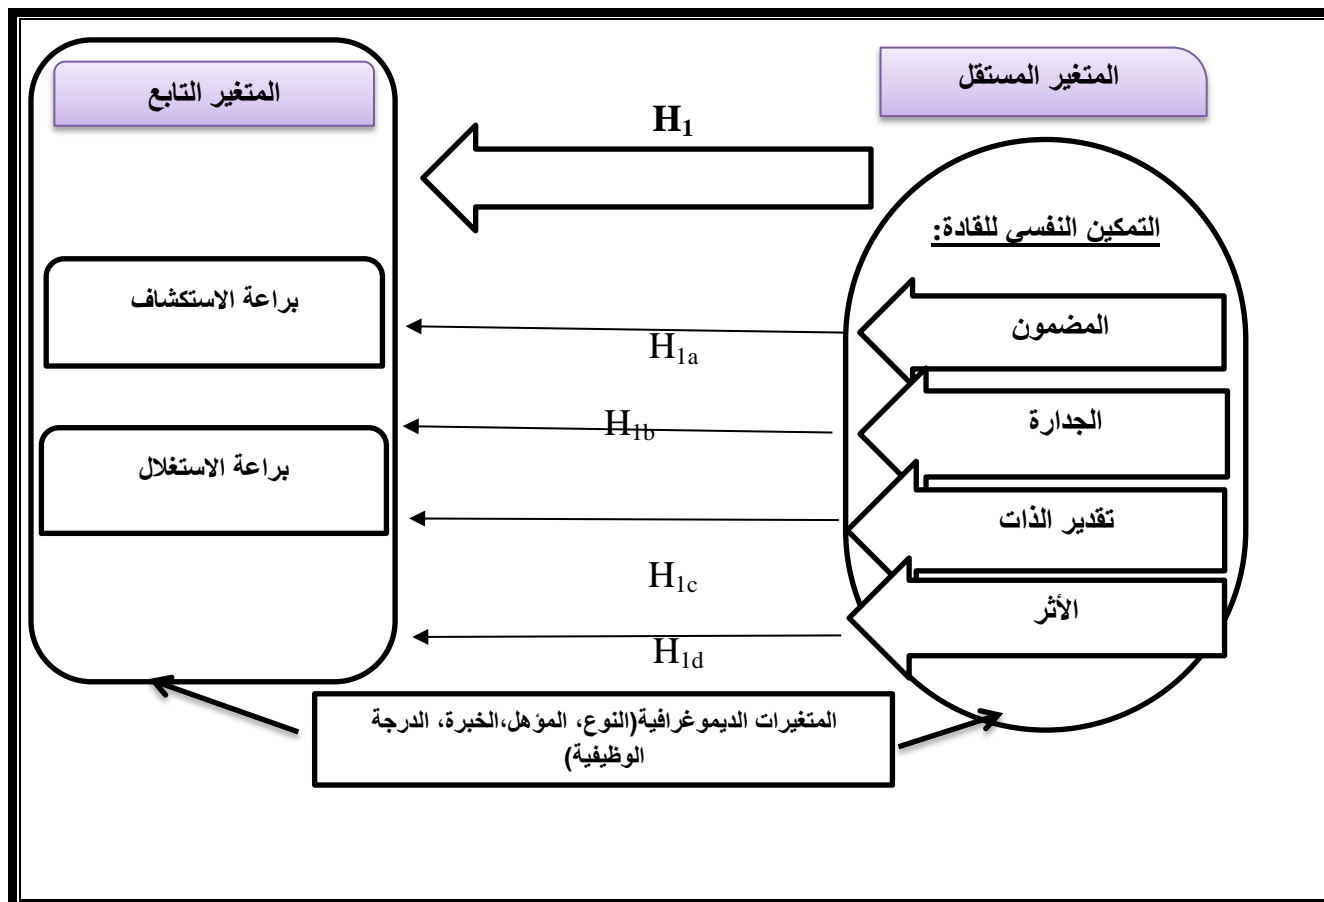 المتغير المستقل
المتغير التابع
H1
التمكين النفسي للقادة:
المضمون
براعة الاستكشاف
H1a
الجدارة
H1b
براعة الاستغلال
تقدير الذات
H1c
الأثر
H1d
المتغيرات الديموغرافية(النوع، المؤهل،الخبرة، الدرجة
الوظيفية)